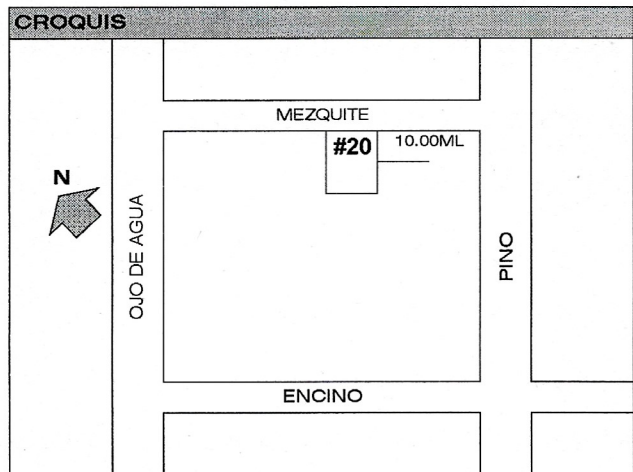 CROQUIS
MEZQUITE
#20
10.00ML
N
OJO DE AGUA
PINO
ENCINO